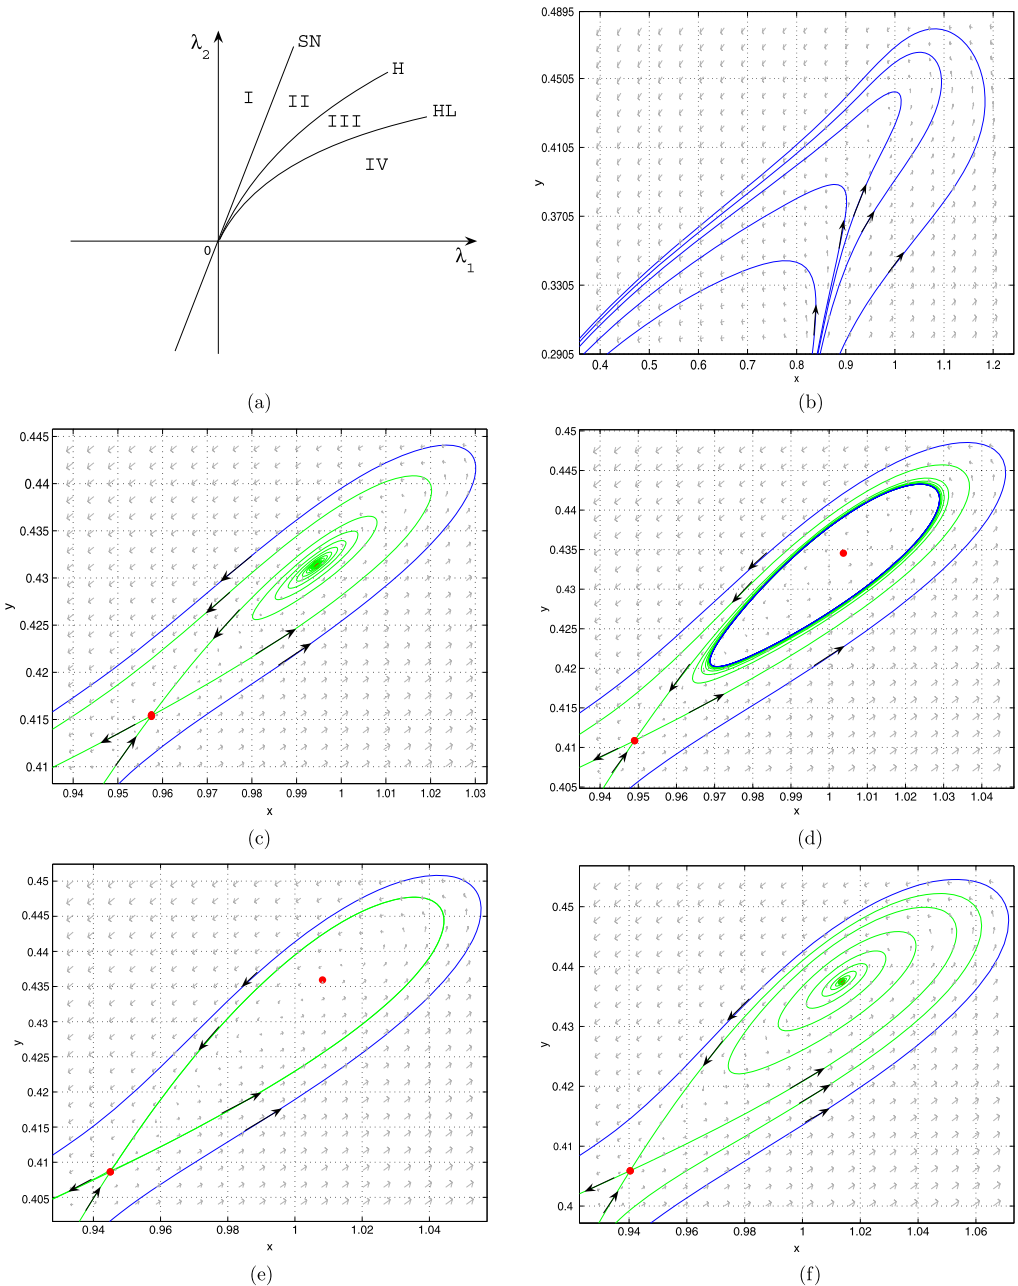 λ2
SN
H
HL
I
II
III
IV
0
λ1
(a)
0.4895
0.4505
0.4105
0.3705
0.3305
0.2905
y
0.4 0.5 0.6 0.7 0.8 0.9 1 1.1 1.2
x
(b)
0.445
0.44
0.435
0.43
0.425
0.42
0.415
0.41
y
0.94 0.95 0.96 0.97 0.98 0.99 1 1.01 1.02 1.03
x
(c)
0.45
0.445
0.44
0.435
0.43
0.425
0.42
0.415
0.41
0.405
y
0.94 0.95 0.96 0.97 0.98 0.99 1 1.01 1.02 1.03 1.04
x
(d)
0.45
0.445
0.44
0.435
0.43
0.425
0.42
0.415
0.41
0.405
y
0.94 0.96 0.98 1 1.02 1.04
x
(e)
0.45
0.44
0.43
0.42
0.41
0.4
y
0.94 0.96 0.98 1 1.02 1.04 1.06
x
(f)